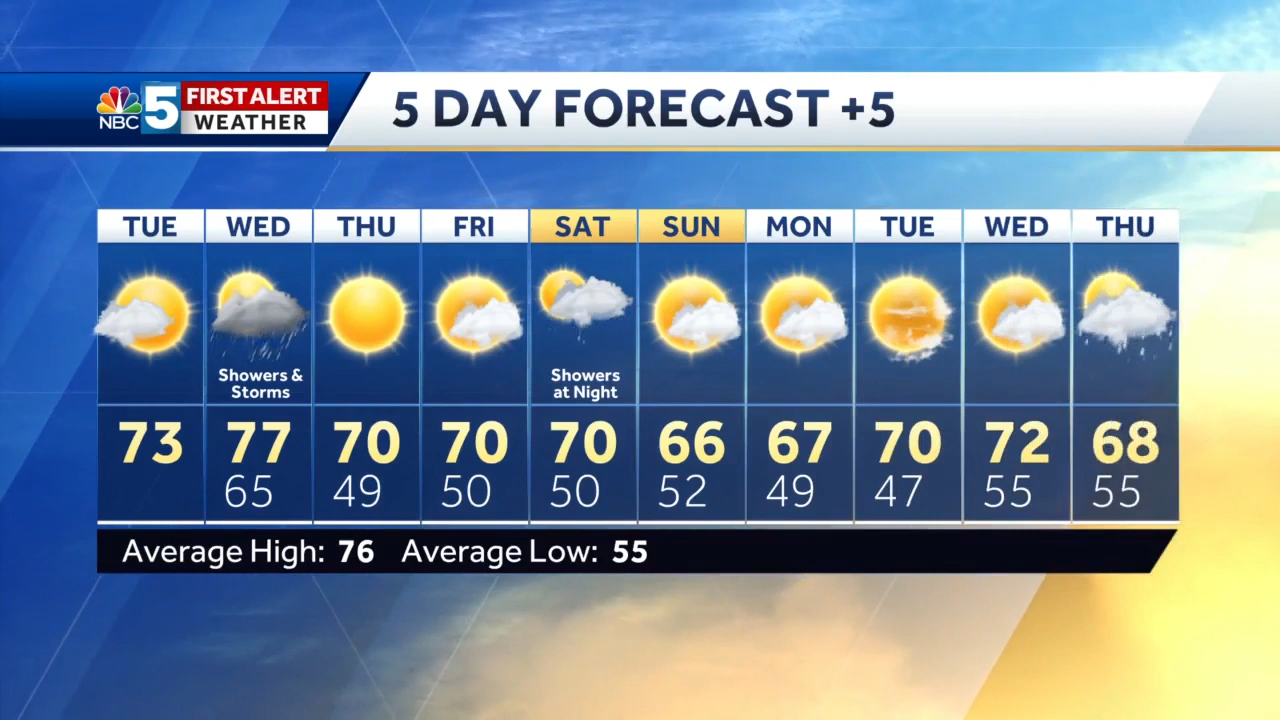 NBC 5 FIRST ALERT
WEATHER
5 DAY FORECAST +5
TUE WED THU FRI SAT SUN MON TUE WED THU
Showers &
Storms
Showers
at Night
73 77 70 70 70 66 67 70 72 68
65 49 50 50 52 49 47 55 55
Average High: 76 Average Low: 55